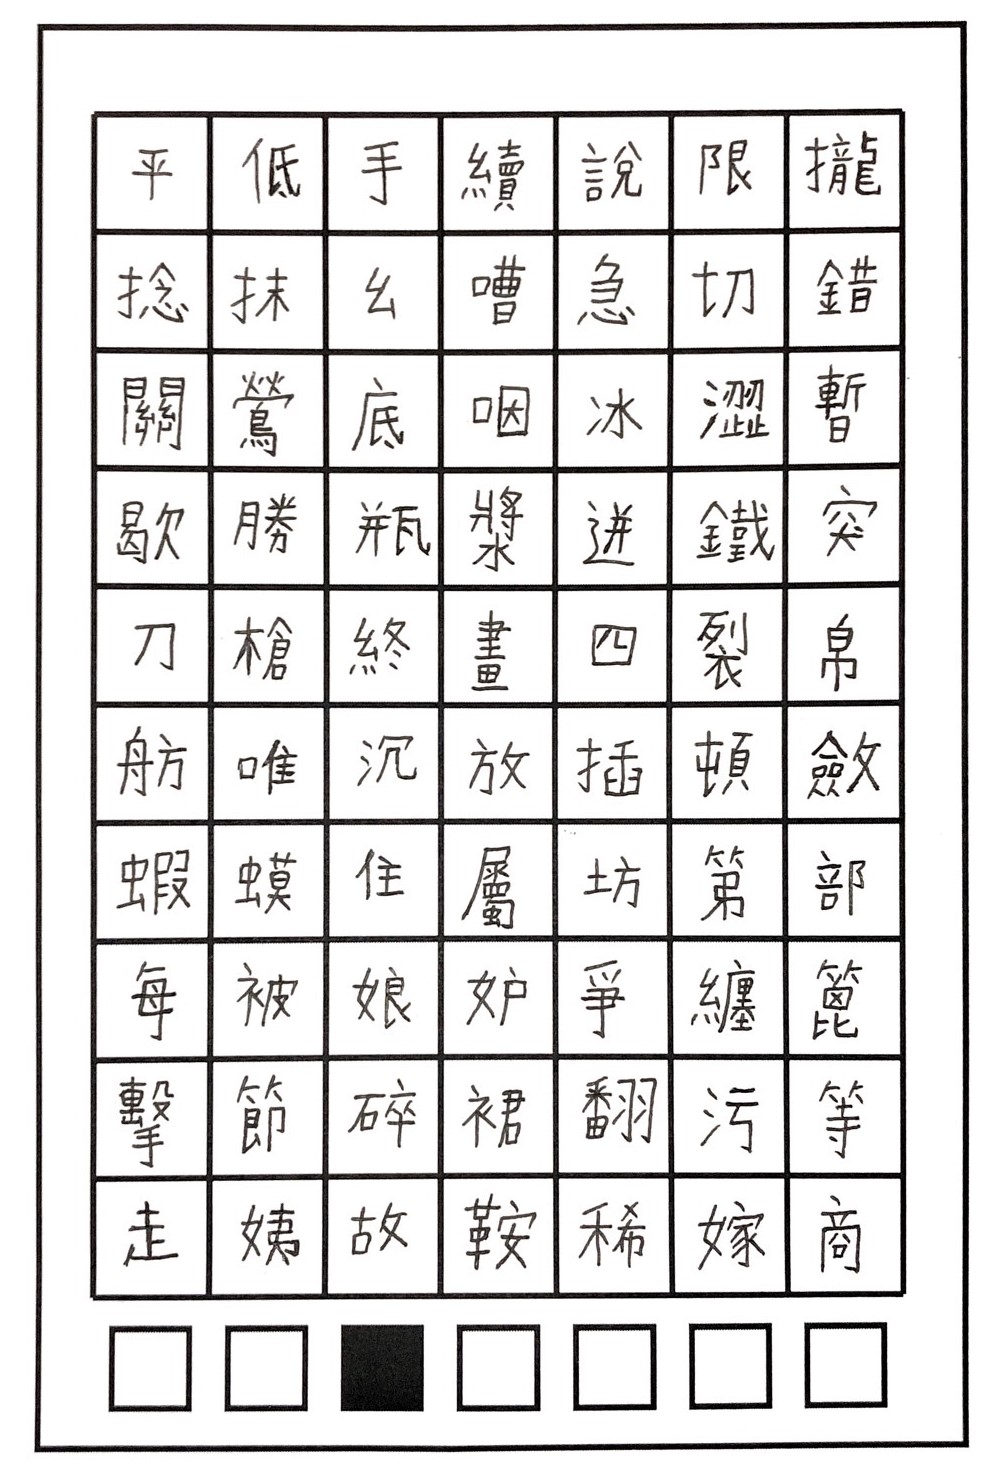 平低手續說限攏
捻抹幺嘈急切錯
關鶯底咽冰澀暫
歇勝瓶漿迸鐵突
刀槍終畫四裂帛
舫唯沉放插頓斂
蝦蟆住屬坊第部
每被娘妒爭纏篦
擊節碎裙翻污等
走姨故鞍稀嫁商